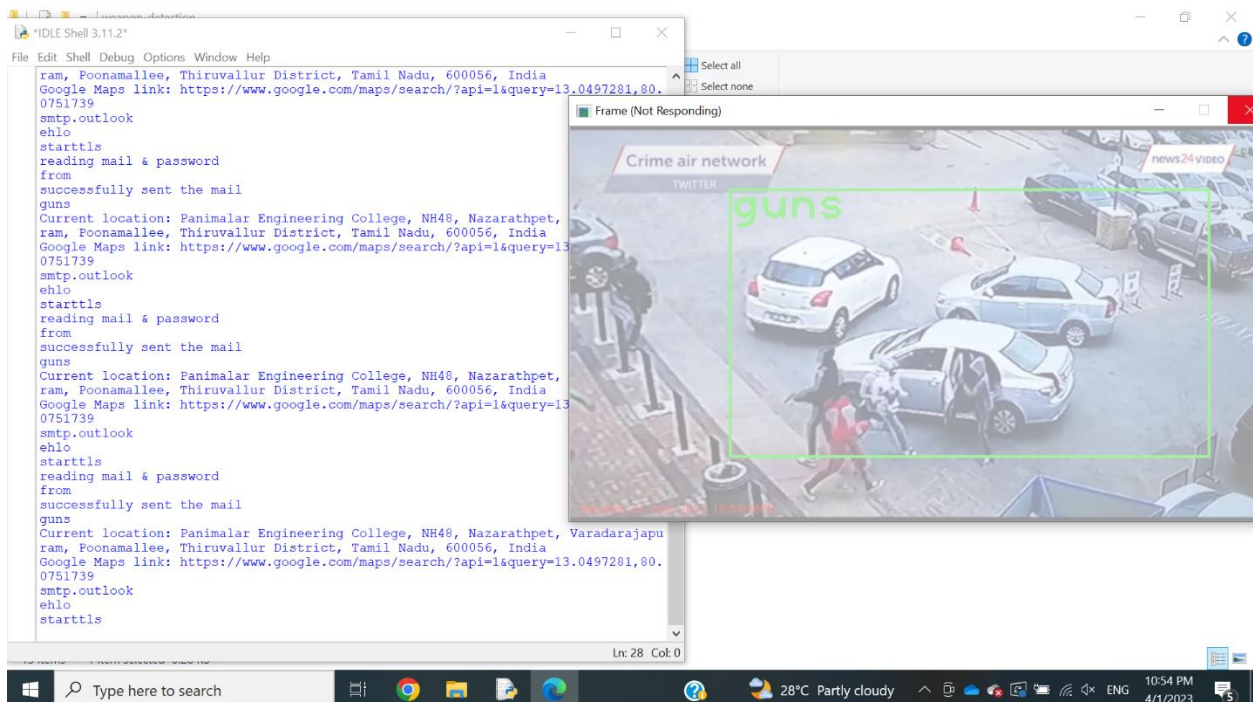 weapon-detection
*IDLE Shell 3.11.2*
File Edit Shell Debug Options Window Help
ram, Poonamallee, Thiruvallur District, Tamil Nadu, 600056, India
Google Maps link: https://www.google.com/maps/search/?api=1&query=13.0497281,80.
0751739
smtp.outlook
ehlo
starttls
reading mail & password
from
successfully sent the mail
guns
Current location: Panimalar Engineering College, NH48, Nazarathpet,
ram, Poonamallee, Thiruvallur District, Tamil Nadu, 600056, India
Google Maps link: https://www.google.com/maps/search/?api=1&query=13
0751739
smtp.outlook
ehlo
starttls
reading mail & password
from
successfully sent the mail
guns
Current location: Panimalar Engineering College, NH48, Nazarathpet,
ram, Poonamallee, Thiruvallur District, Tamil Nadu, 600056, India
Google Maps link: https://www.google.com/maps/search/?api=1&query=13
0751739
smtp.outlook
ehlo
starttls
reading mail & password
from
successfully sent the mail
guns
Current location: Panimalar Engineering College, NH48, Nazarathpet, Varadarajapu
ram, Poonamallee, Thiruvallur District, Tamil Nadu, 600056, India
Google Maps link: https://www.google.com/maps/search/?api=1&query=13.0497281,80.
0751739
smtp.outlook
ehlo
starttls
Ln: 28 Col: 0
Select all
Select none
Frame (Not Responding)
Crime air network
TWITTER
news24 VIDEO
guns
Type here to search
28°C Partly cloudy
ENG
10:54 PM
4/1/2023
5